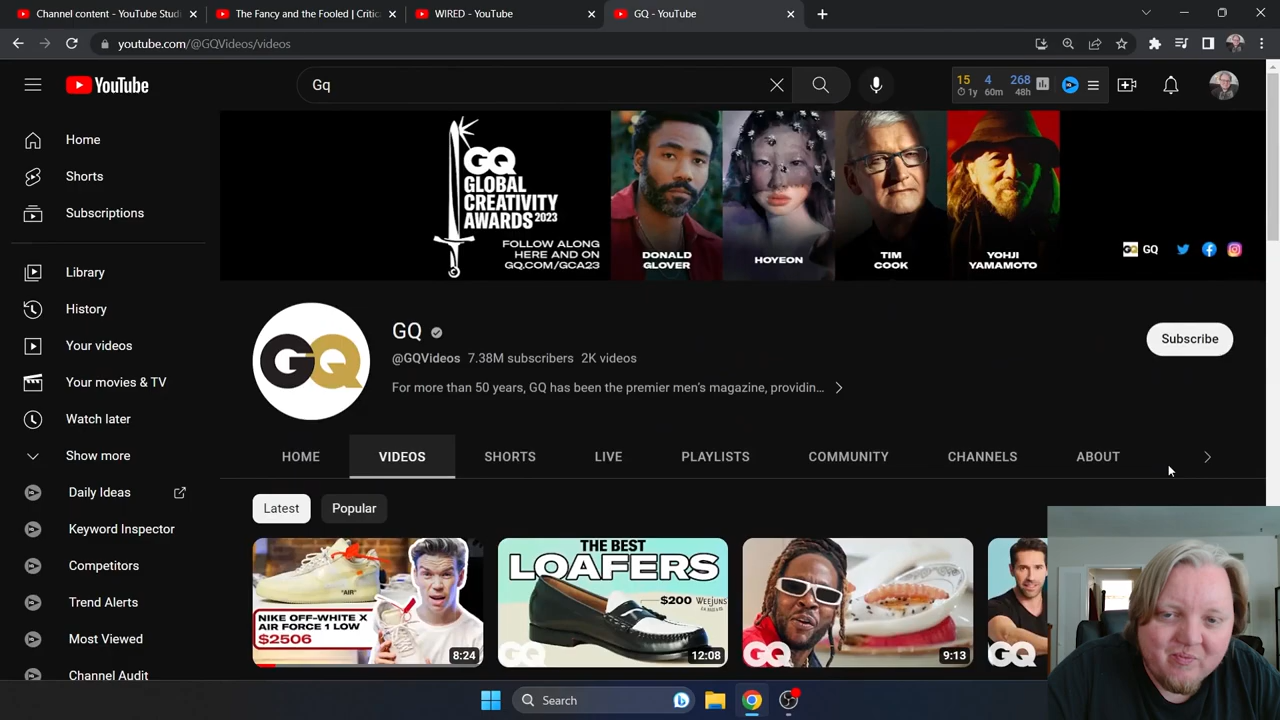 Channel content - YouTube Studi
The Fancy and the Fooled | Critic
WIRED - YouTube
GQ - YouTube
youtube.com/@GQVideos/videos
YouTube
Gq
15 4 268
1y 60m 48h
GQ
GLOBAL
CREATIVITY
AWARDS 2023
FOLLOW ALONG
HERE AND ON
GQ.COM/GCA23
DONALD
GLOVER
HOYEON
TIM
COOK
YOHJI
YAMAMOTO
GQ GQ
Home
Shorts
Subscriptions
Library
History
Your videos
Your movies & TV
Watch later
Show more
Daily Ideas
Keyword Inspector
Competitors
Trend Alerts
Most Viewed
Channel Audit
GQ
GQ
@GQVideos 7.38M subscribers 2K videos
For more than 50 years, GQ has been the premier men's magazine, providin...
Subscribe
HOME VIDEOS SHORTS LIVE PLAYLISTS COMMUNITY CHANNELS ABOUT
Latest Popular
"AIR"
NIKE OFF-WHITE X
AIR FORCE 1 LOW
$2506
8:24
THE BEST
LOAFERS
$200 WEEJUNS
GQ
12:08
GQ
9:13
GQ
Search